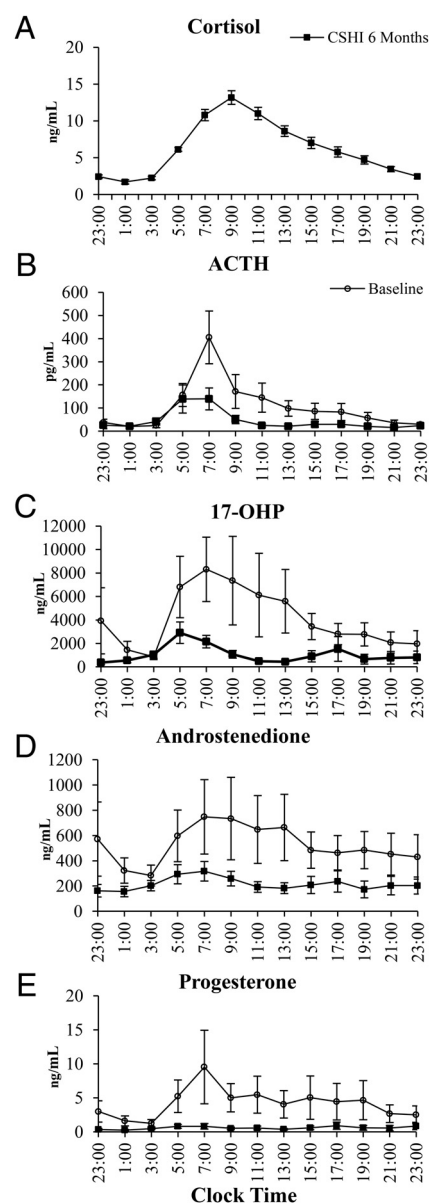 A
Cortisol
CSHI 6 Months
ng/mL
20
15
10
5
0
23:00 1:00 3:00 5:00 7:00 9:00 11:00 13:00 15:00 17:00 19:00 21:00 23:00
B
ACTH
Baseline
pg/mL
600
500
400
300
200
100
0
23:00 1:00 3:00 5:00 7:00 9:00 11:00 13:00 15:00 17:00 19:00 21:00 23:00
C
17-OHP
ng/mL
12000
10000
8000
6000
4000
2000
0
23:00 1:00 3:00 5:00 7:00 9:00 11:00 13:00 15:00 17:00 19:00 21:00 23:00
D
Androstenedione
ng/mL
1200
1000
800
600
400
200
0
23:00 1:00 3:00 5:00 7:00 9:00 11:00 13:00 15:00 17:00 19:00 21:00 23:00
E
Progesterone
ng/mL
20
15
10
5
0
23:00 1:00 3:00 5:00 7:00 9:00 11:00 13:00 15:00 17:00 19:00 21:00 23:00
Clock Time